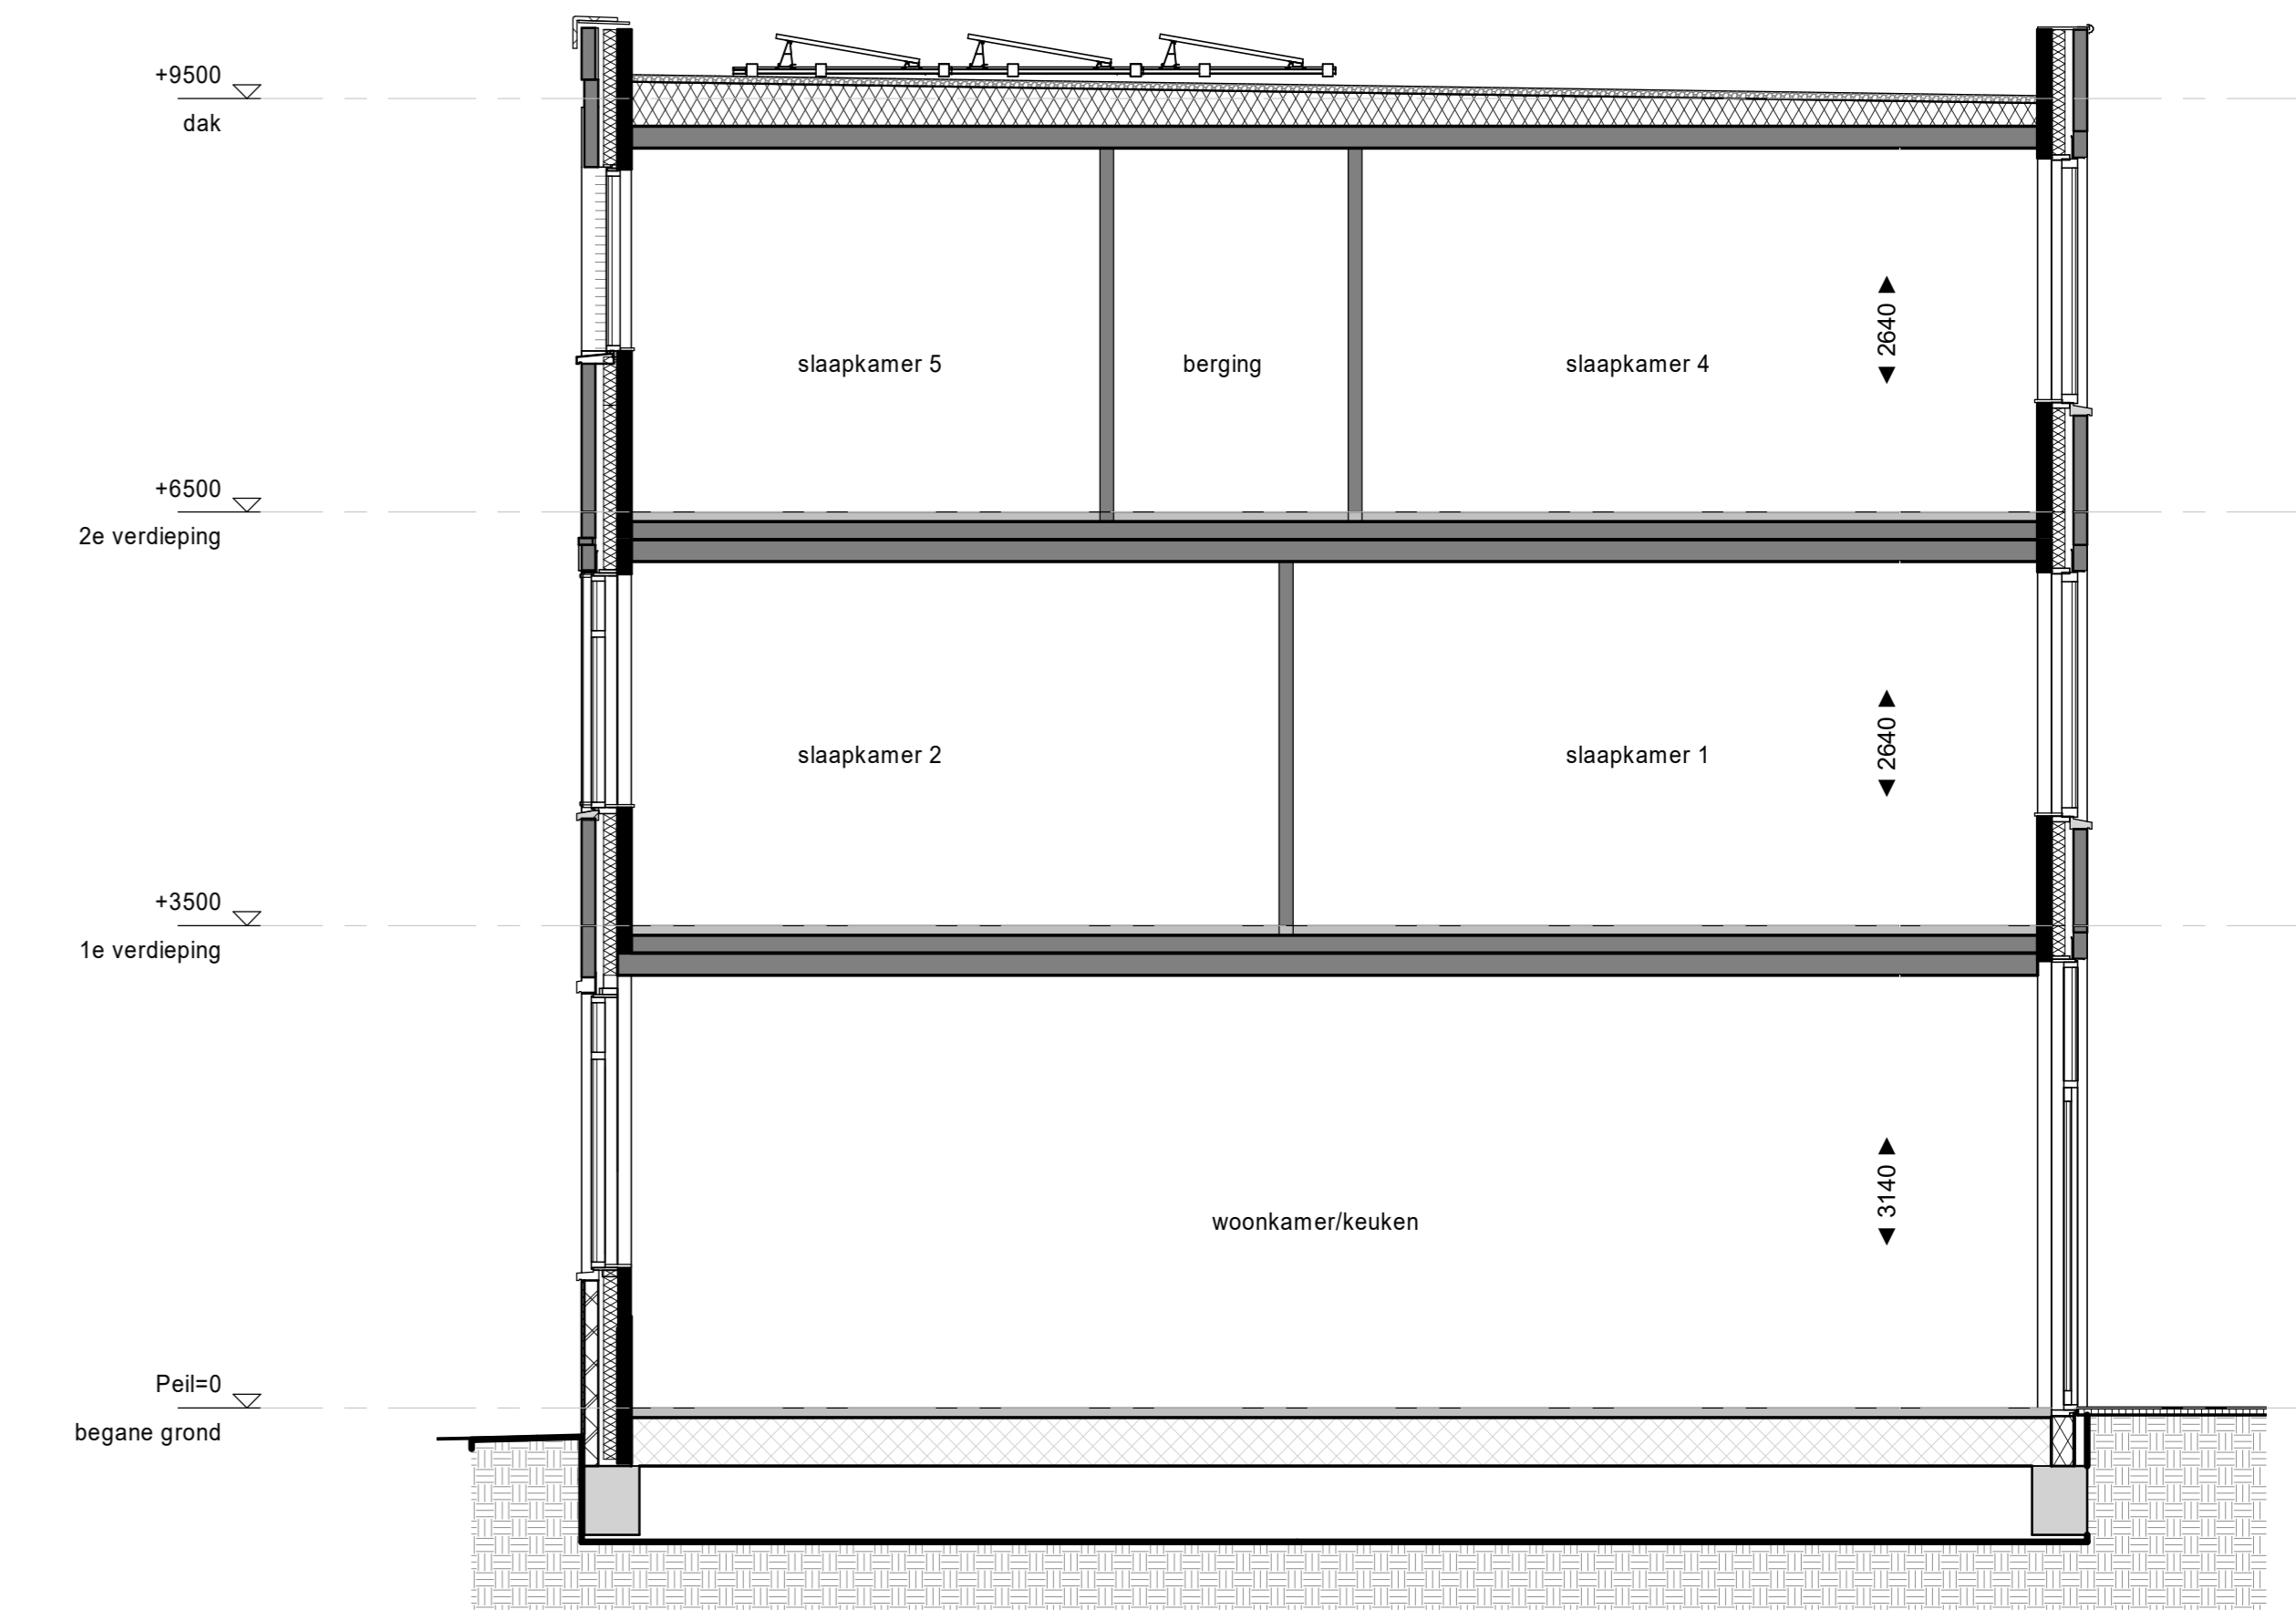 +9500
dak
2640
slaapkamer 5
berging
slaapkamer 4
+6500
2e verdieping
2640
slaapkamer 2
slaapkamer 1
+3500
1e verdieping
3140
woonkamer/keuken
Peil=0
begane grond